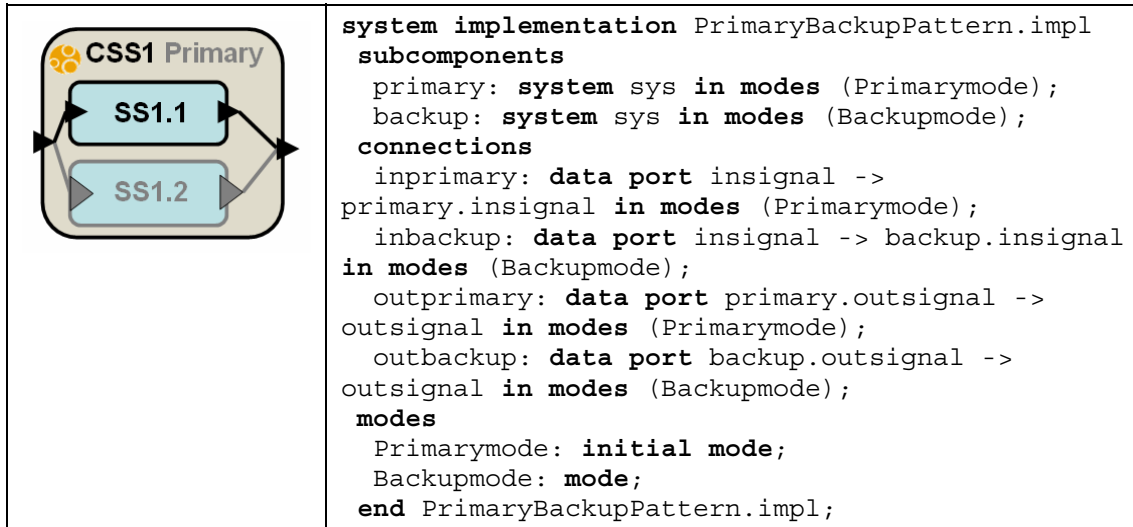 CSS1 Primary
SS1.1
SS1.2
system implementation PrimaryBackupPattern.impl
subcomponents
primary: system sys in modes (Primarymode);
backup: system sys in modes (Backupmode);
connections
inprimary: data port insignal ->
primary.insignal in modes (Primarymode);
inbackup: data port insignal -> backup.insignal
in modes (Backupmode);
outprimary: data port primary.outsignal ->
outsignal in modes (Primarymode);
outbackup: data port backup.outsignal ->
outsignal in modes (Backupmode);
modes
Primarymode: initial mode;
Backupmode: mode;
end PrimaryBackupPattern.impl;